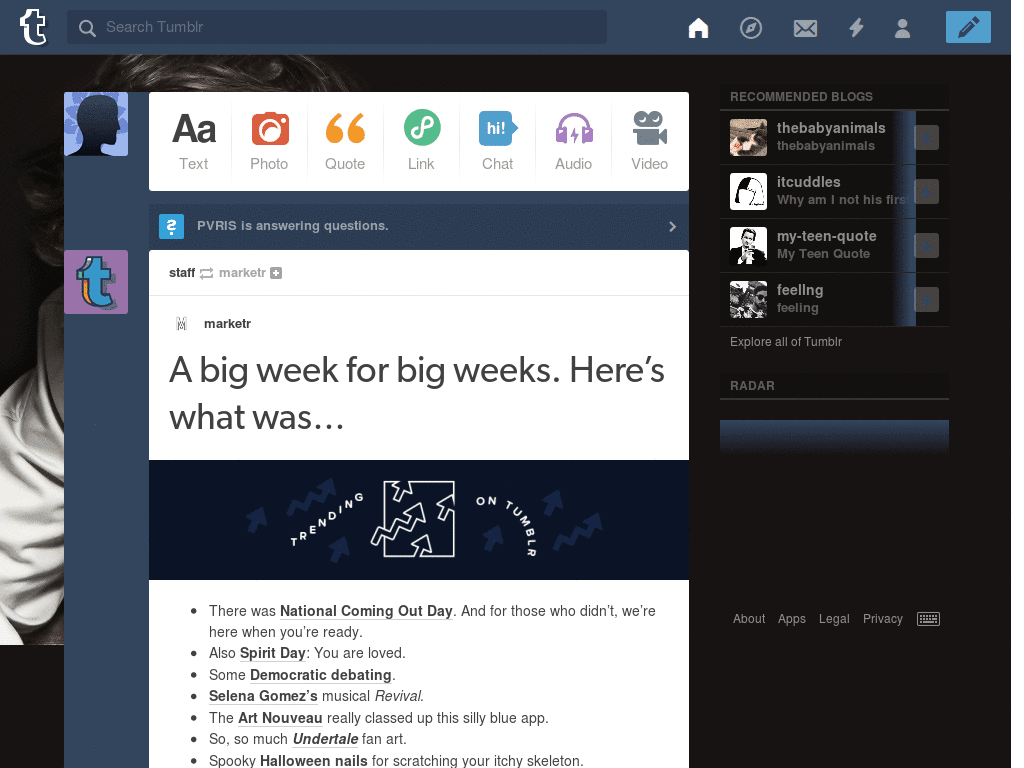 Search Tumblr
Aa
hi!
Text Photo Quote Link Chat Audio Video
? PVRIS is answering questions.
staff marketr
marketr
A big week for big weeks. Here’s
what was...
TRENDING ON TUMBLR
There was National Coming Out Day. And for those who didn’t, we’re
here when you’re ready.
Also Spirit Day: You are loved.
Some Democratic debating.
Selena Gomez’s musical Revival.
The Art Nouveau really classed up this silly blue app.
So, so much Undertale fan art.
Spooky Halloween nails for scratching your itchy skeleton.
RECOMMENDED BLOGS
thebabyanimals
thebabyanimals
itcuddles
Why am I not his firs
my-teen-quote
My Teen Quote
feellng
feeling
Explore all of Tumblr
RADAR
About Apps Legal Privacy